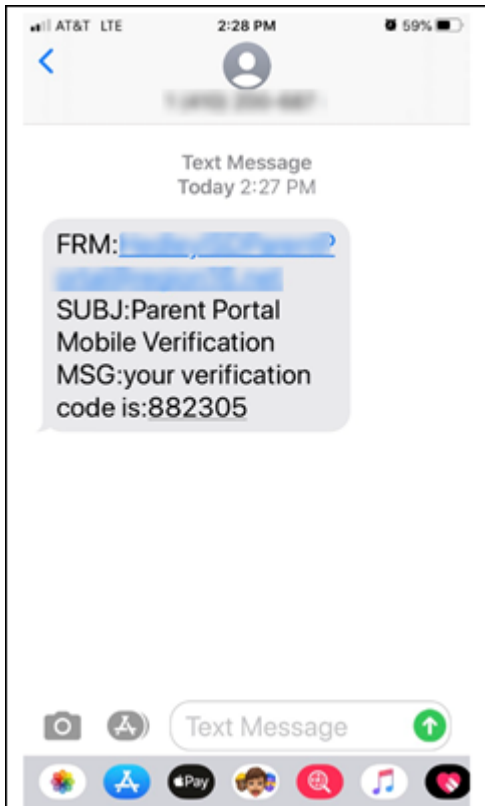 AT&T LTE 2:28 PM 59%
Text Message
Today 2:27 PM
FRM:
SUBJ:Parent Portal
Mobile Verification
MSG:your verification
code is:882305
Text Message
Pay